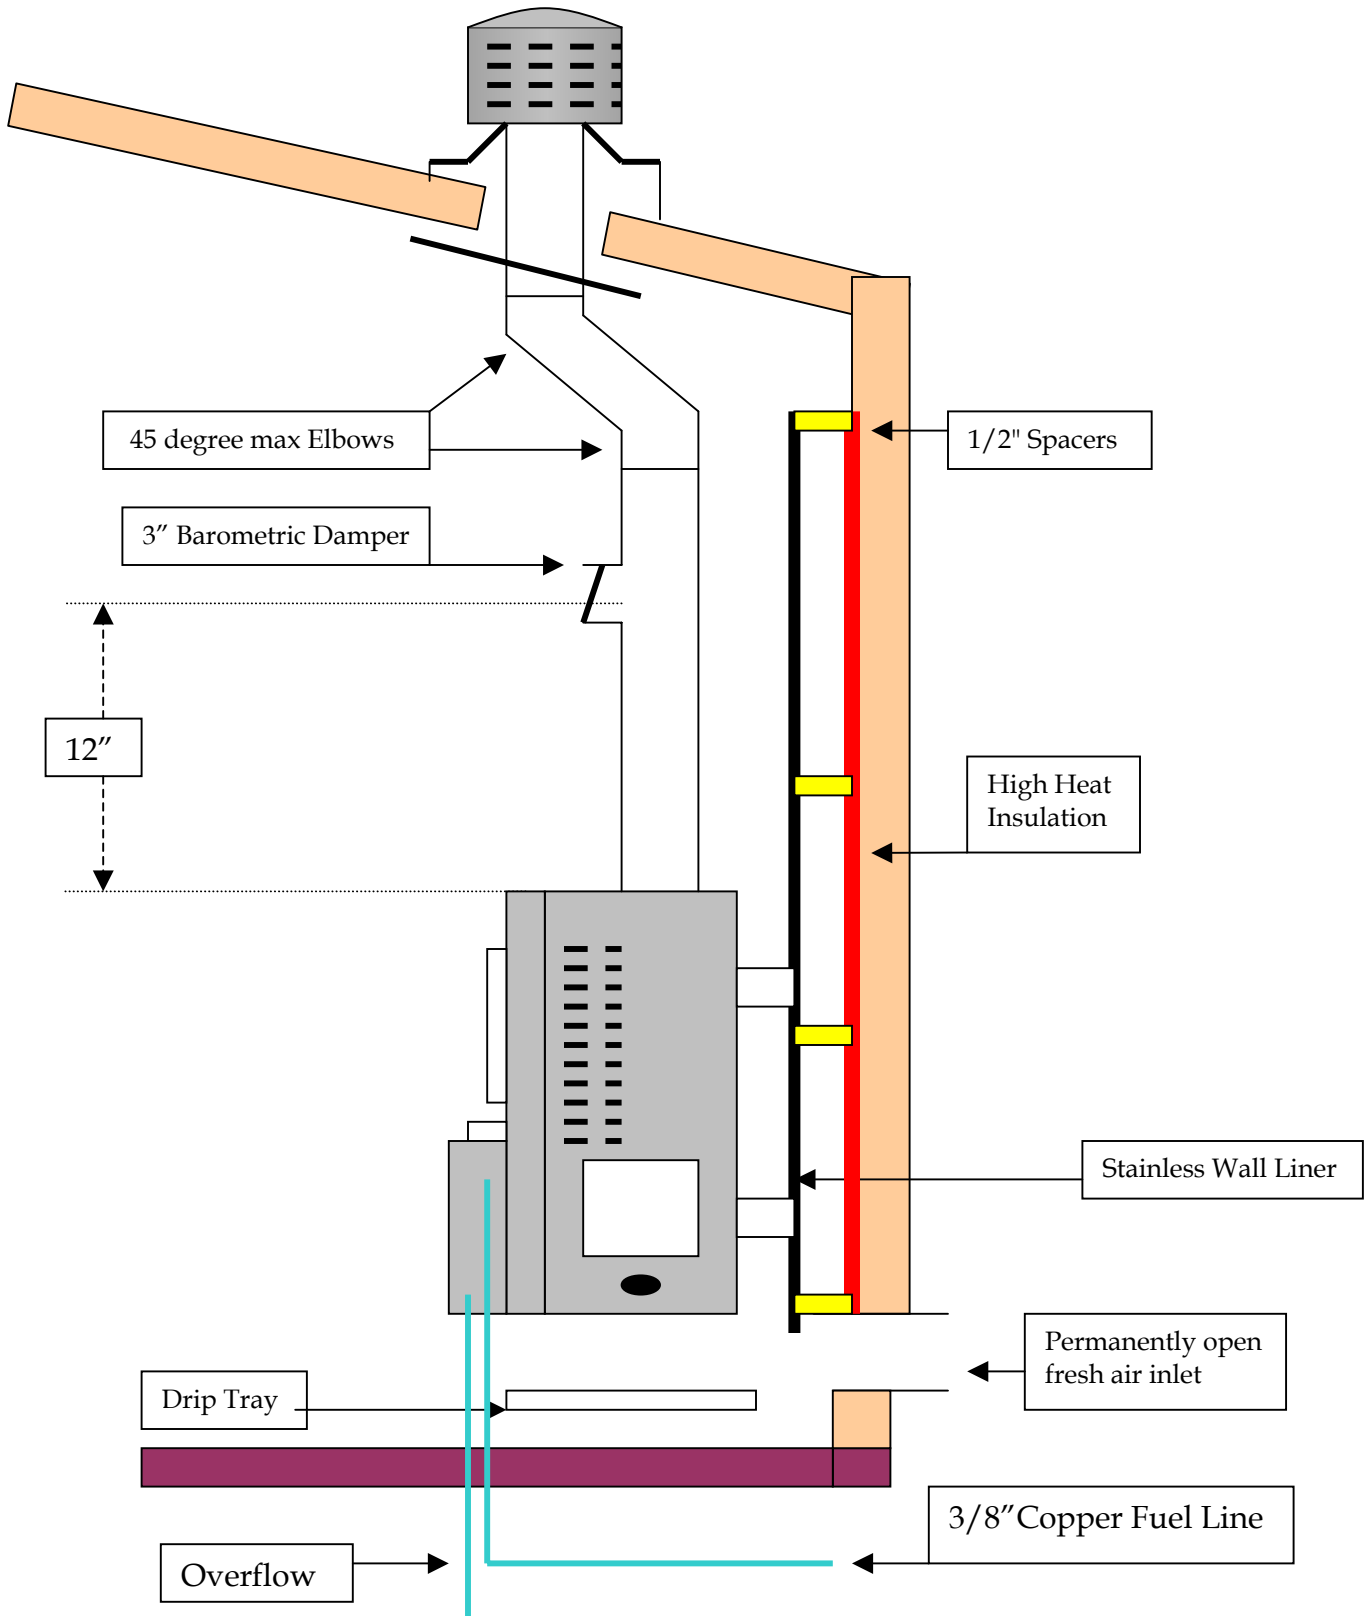 45 degree max Elbows
1/2" Spacers
3” Barometric Damper
12”
High Heat
Insulation
Stainless Wall Liner
Permanently open
fresh air inlet
Drip Tray
3/8”Copper Fuel Line
Overflow